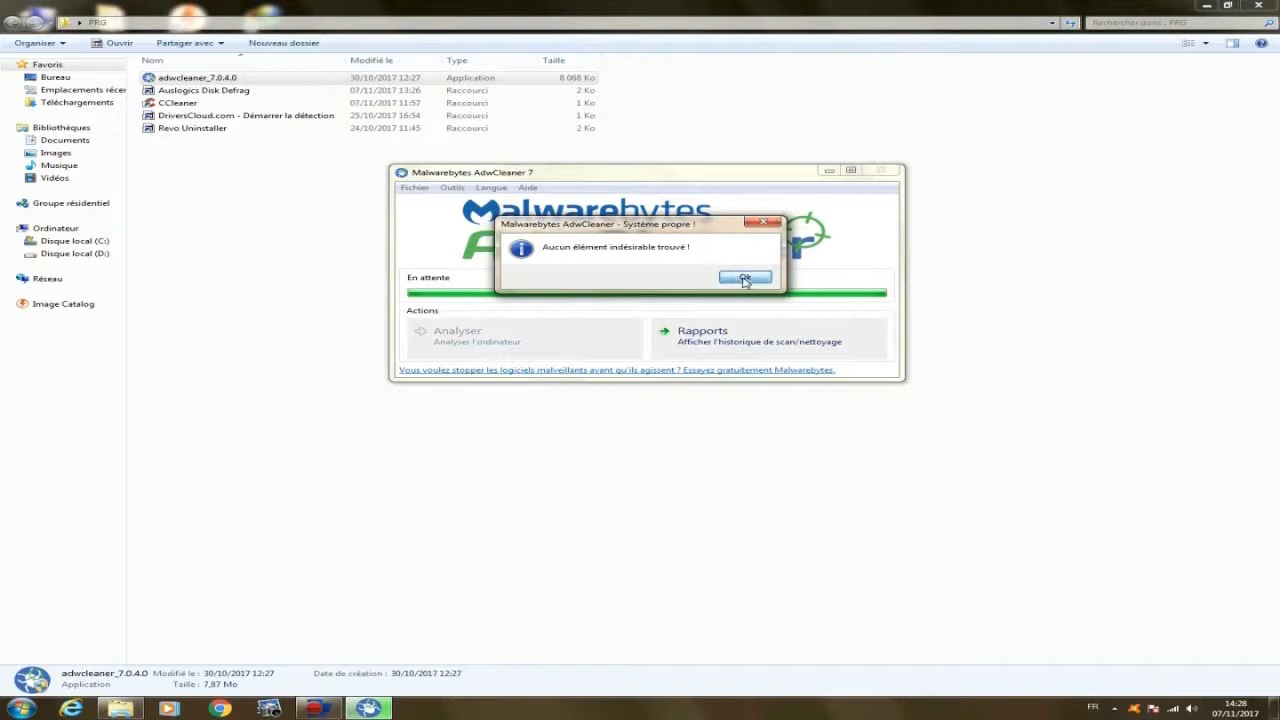 PRG
Rechercher dans : PRG
Organiser
Ouvrir
Partager avec
Nouveau dossier
Favoris
Bureau
Emplacements récer
Téléchargements
Bibliothèques
Documents
Images
Musique
Vidéos
Groupe résidentiel
Ordinateur
Disque local (C:)
Disque local (D:)
Réseau
Image Catalog
Nom Modifié le Type Taille
adwcleaner_7.0.4.0 30/10/2017 12:27 Application 8 068 Ko
Auslogics Disk Defrag 07/11/2017 13:26 Raccourci 2 Ko
CCleaner 07/11/2017 11:57 Raccourci 1 Ko
DriversCloud.com - Démarrer la détection 25/10/2017 16:54 Raccourci 1 Ko
Revo Uninstaller 24/10/2017 11:45 Raccourci 2 Ko
Malwarebytes AdwCleaner 7
Fichier Outils Langue Aide
Malwarebytes
Malwarebytes AdwCleaner - Système propre !
Aucun élément indésirable trouvé !
Ok
En attente
Actions
Analyser
Analyser l'ordinateur
Rapports
Afficher l'historique de scan/nettoyage
Vous voulez stopper les logiciels malveillants avant qu'ils agissent ? Essayez gratuitement Malwarebytes.
adwcleaner_7.0.4.0 Modifié le : 30/10/2017 12:27 Date de création : 30/10/2017 12:27
Application Taille : 7,87 Mo
FR
14:28
07/11/2017